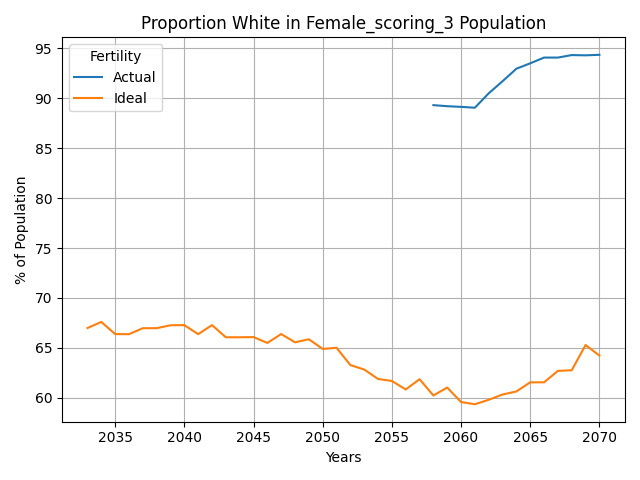 Proportion White in Female_scoring_3 Population
Fertility
Actual
Ideal
% of Population
95
90
85
80
75
70
65
60
2035 2040 2045 2050 2055 2060 2065 2070
Years